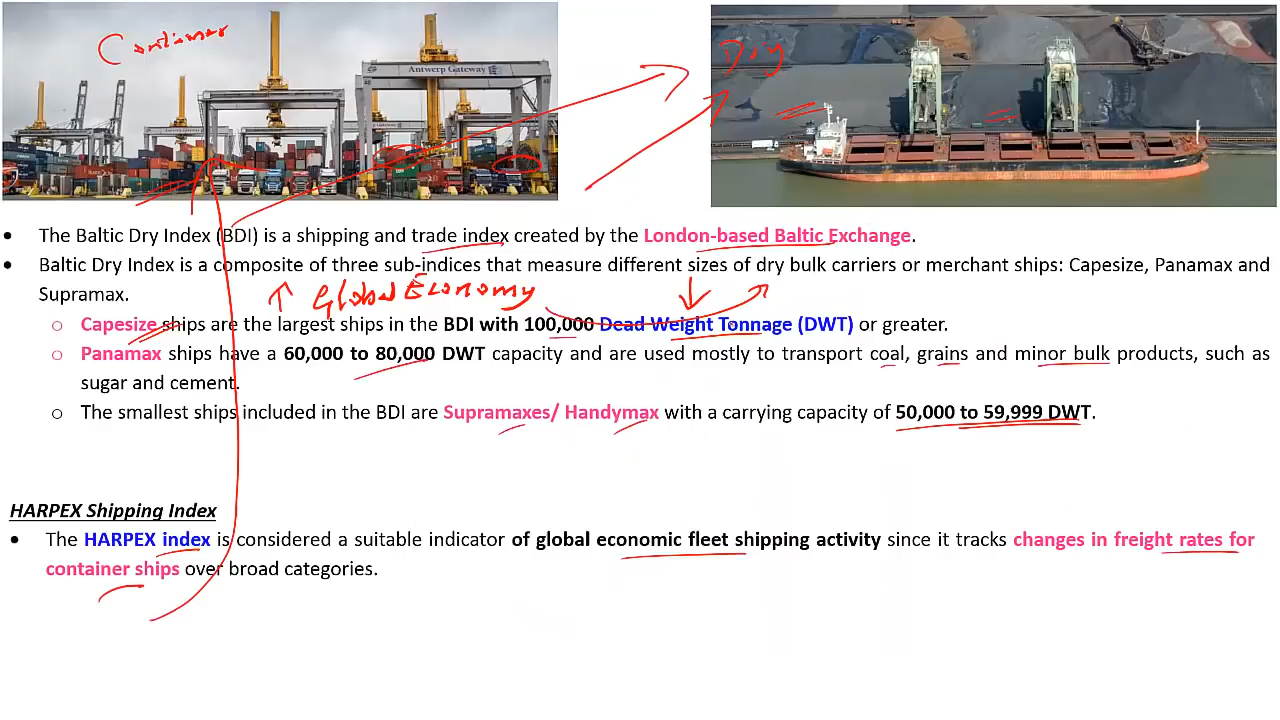 Container
Antwerp Gateway
Dry
• The Baltic Dry Index (BDI) is a shipping and trade index created by the London-based Baltic Exchange.
• Baltic Dry Index is a composite of three sub-indices that measure different sizes of dry bulk carriers or merchant ships: Capesize, Panamax and
Supramax.
↑ Global Economy
o Capesize ships are the largest ships in the BDI with 100,000 Dead Weight Tonnage (DWT) or greater.
o Panamax ships have a 60,000 to 80,000 DWT capacity and are used mostly to transport coal, grains and minor bulk products, such as
sugar and cement.
o The smallest ships included in the BDI are Supramaxes/ Handymax with a carrying capacity of 50,000 to 59,999 DWT.
HARPEX Shipping Index
• The HARPEX index is considered a suitable indicator of global economic fleet shipping activity since it tracks changes in freight rates for
container ships over broad categories.